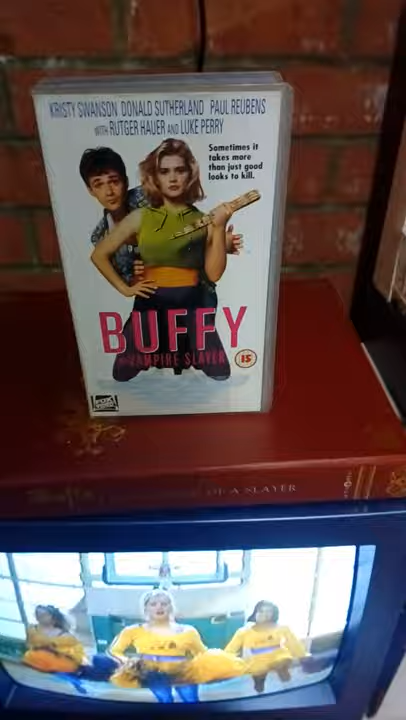 KRISTY SWANSON DONALD SUTHERLAND PAUL REUBENS
WITH RUTGER HAUER AND LUKE PERRY
Sometimes it
takes more
than just good
looks to kill.
BUFFY
VAMPIRE SLAYER
15
FOX
OF A SLAYER